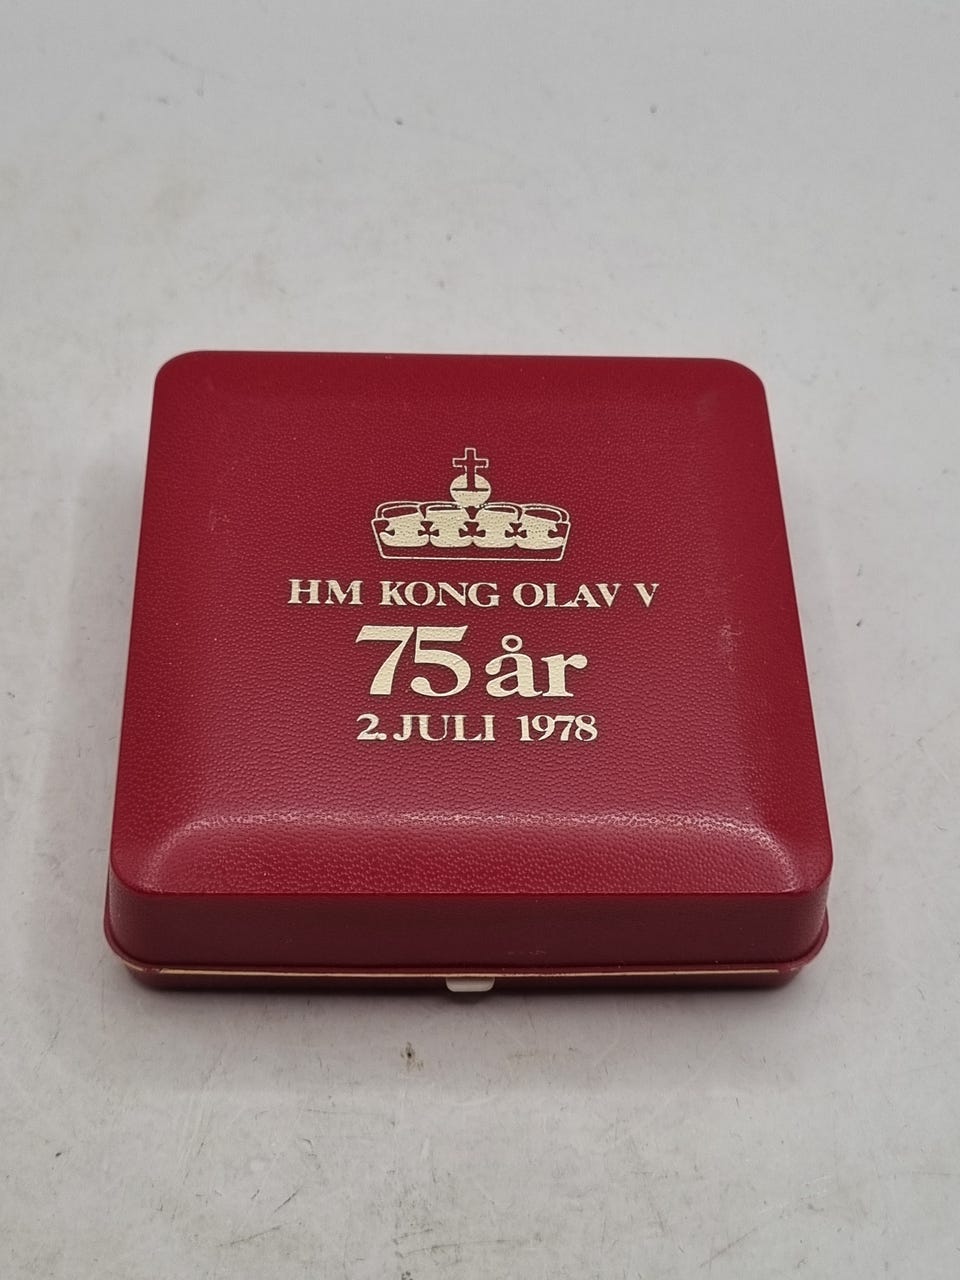 HM KONG OLAV V
75 år
2. JULI 1978